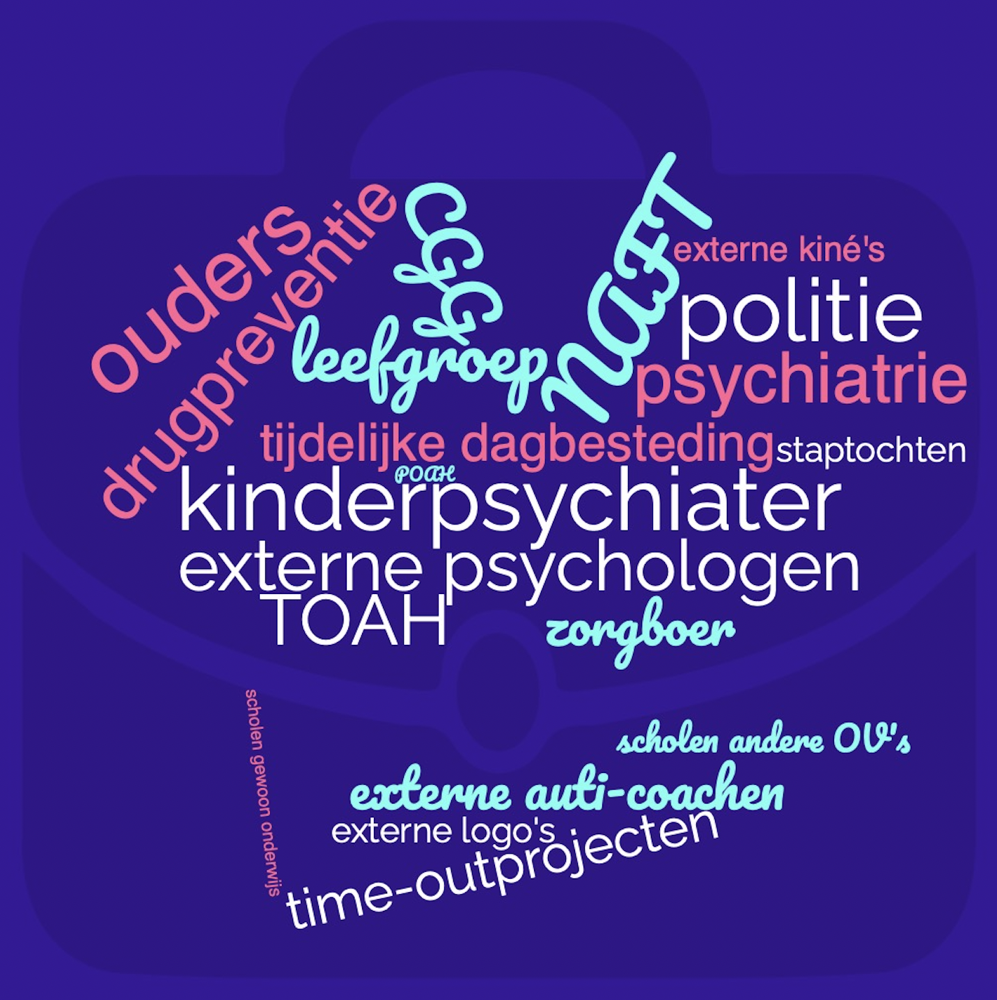 ouders
drugpreventie
CGG
NAFT
leefgroep
externe kiné's
politie
psychiatrie
tijdelijke dagbesteding
staptochten
POAH
kinderpsychiater
externe psychologen
TOAH
zorgboer
scholen gewoon onderwijs
scholen andere OV's
externe auti-coachen
externe logo's
time-outprojecten